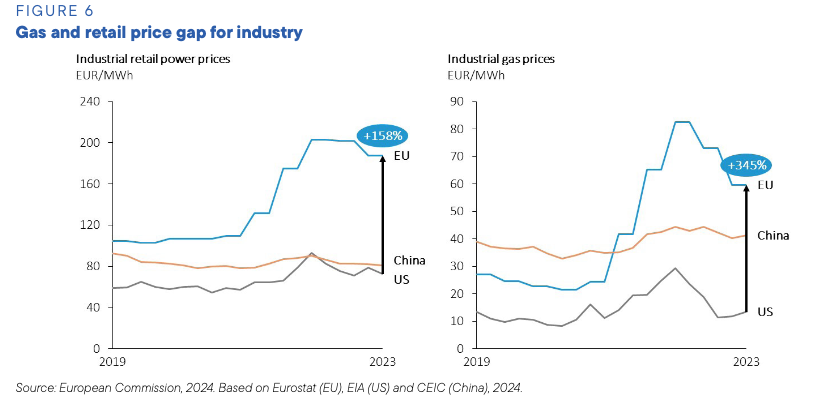 FIGURE 6
Gas and retail price gap for industry
Industrial retail power prices
EUR/MWh
240
200
160
120
80
40
0
2019
2023
+158%
EU
China
US
Industrial gas prices
EUR/MWh
90
80
70
60
50
40
30
20
10
0
2019
2023
+345%
EU
China
US
Source: European Commission, 2024. Based on Eurostat (EU), EIA (US) and CEIC (China), 2024.